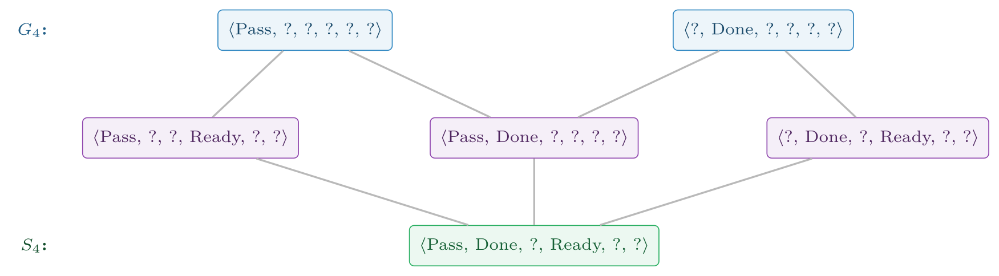 G₄:
⟨Pass, ?, ?, ?, ?, ?⟩
⟨?, Done, ?, ?, ?, ?⟩
⟨Pass, ?, ?, Ready, ?, ?⟩
⟨Pass, Done, ?, ?, ?, ?⟩
⟨?, Done, ?, Ready, ?, ?⟩
S₄:
⟨Pass, Done, ?, Ready, ?, ?⟩